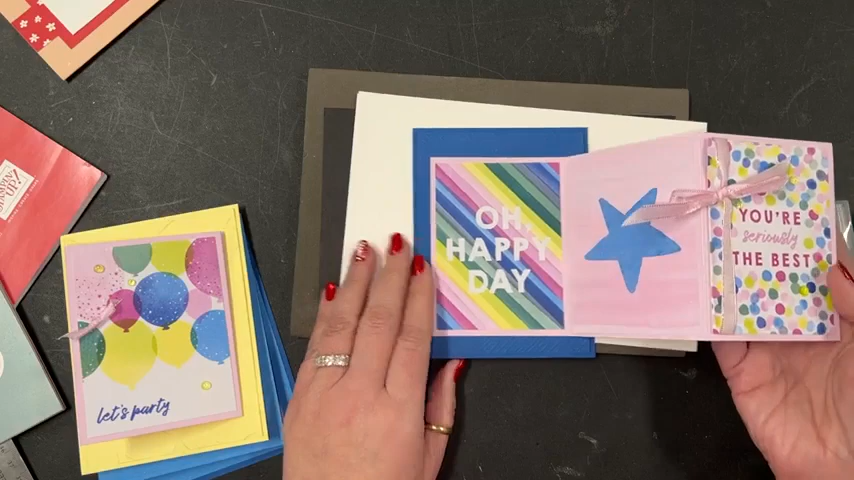 OH,
HAPPY
DAY
YOU'RE
seriously
THE BEST
let's party